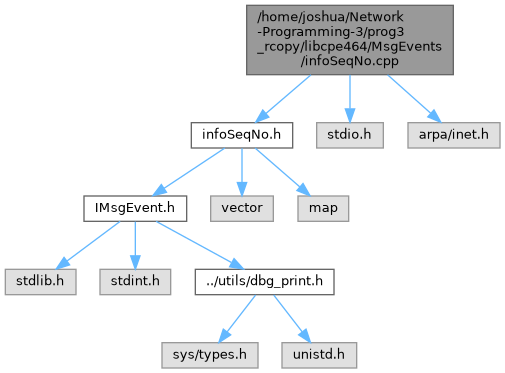 /home/joshua/Network
-Programming-3/prog3
_rcopy/libcpe464/MsgEvents
/infoSeqNo.cpp
infoSeqNo.h
stdio.h
arpa/inet.h
IMsgEvent.h
vector
map
stdlib.h
stdint.h
../utils/dbg_print.h
sys/types.h
unistd.h